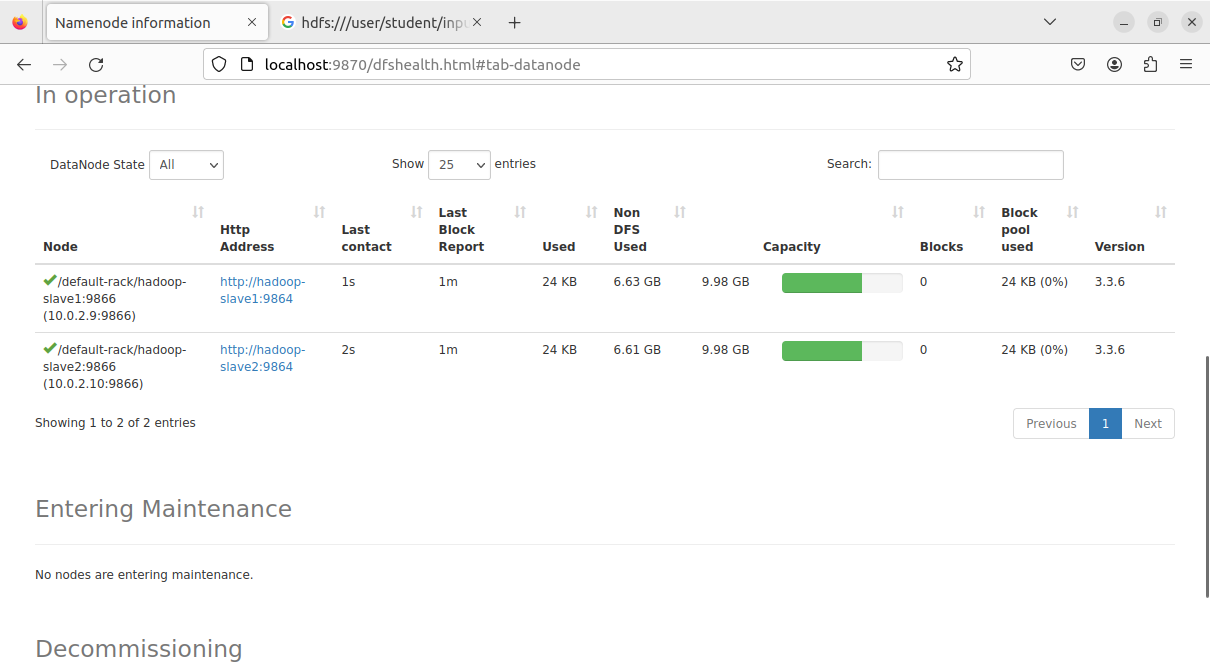 Namenode information
hdfs:///user/student/inpu
localhost:9870/dfshealth.html#tab-datanode
In operation
DataNode State All
Show 25 entries
Search:
Node
Http Address
Last contact
Last Block Report
Used
Non DFS Used
Capacity
Blocks
Block pool used
Version
/default-rack/hadoop-
slave1:9866
(10.0.2.9:9866)
http://hadoop-
slave1:9864
1s
1m
24 KB
6.63 GB
9.98 GB
0
24 KB (0%)
3.3.6
/default-rack/hadoop-
slave2:9866
(10.0.2.10:9866)
http://hadoop-
slave2:9864
2s
1m
24 KB
6.61 GB
9.98 GB
0
24 KB (0%)
3.3.6
Showing 1 to 2 of 2 entries
Previous 1 Next
Entering Maintenance
No nodes are entering maintenance.
Decommissioning